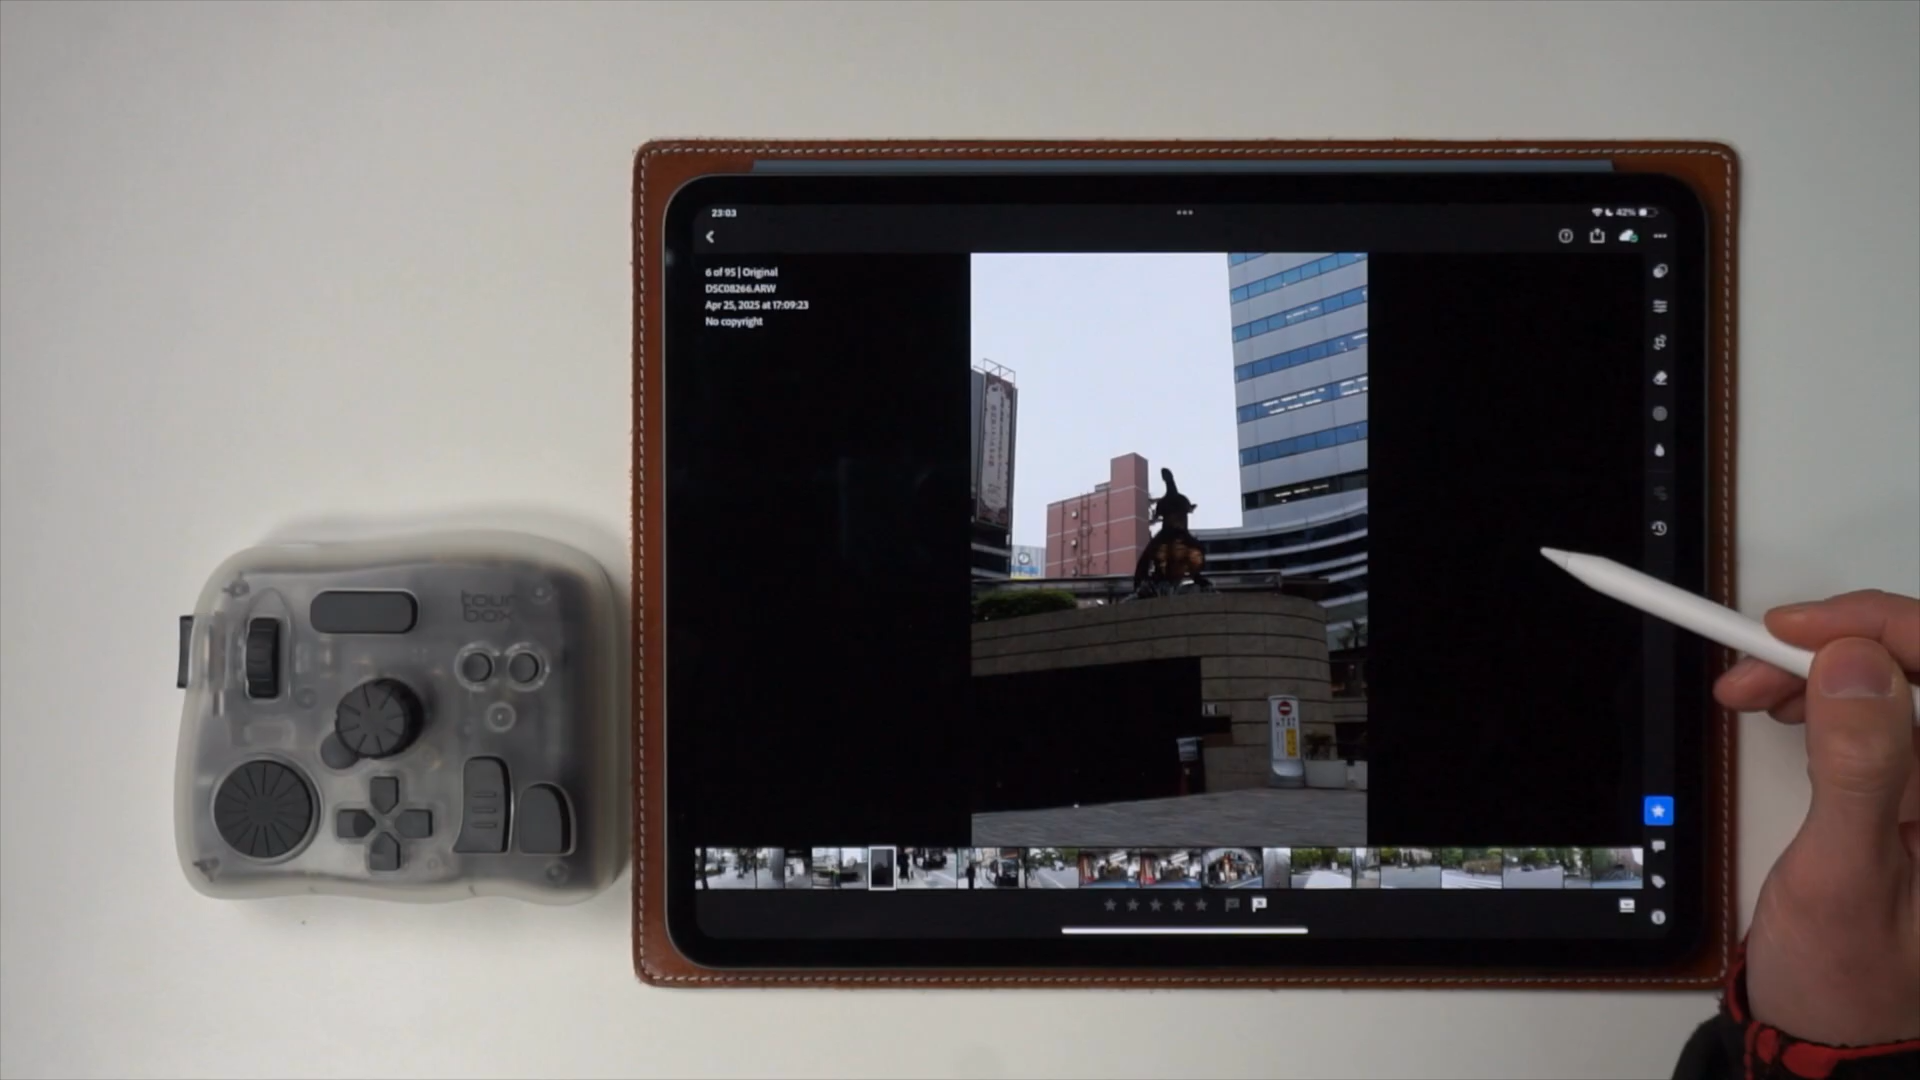 23:03
42%
6 of 95 | Original
DSC08266.ARW
Apr 25, 2025 at 17:09:23
No copyright
tour
box